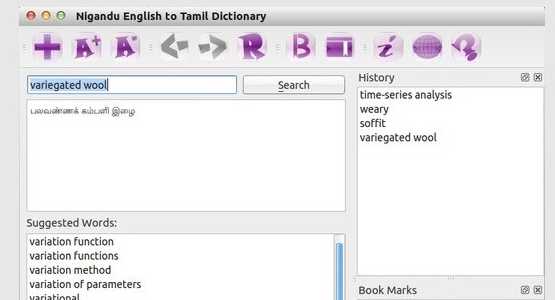 Nigandu English to Tamil Dictionary
A+ A-
R B i
variegated wool
Search
பலவண்ணக் கம்பளி இழை
Suggested Words:
variation function
variation functions
variation method
variation of parameters
variational
History
time-series analysis
weary
soffit
variegated wool
Book Marks